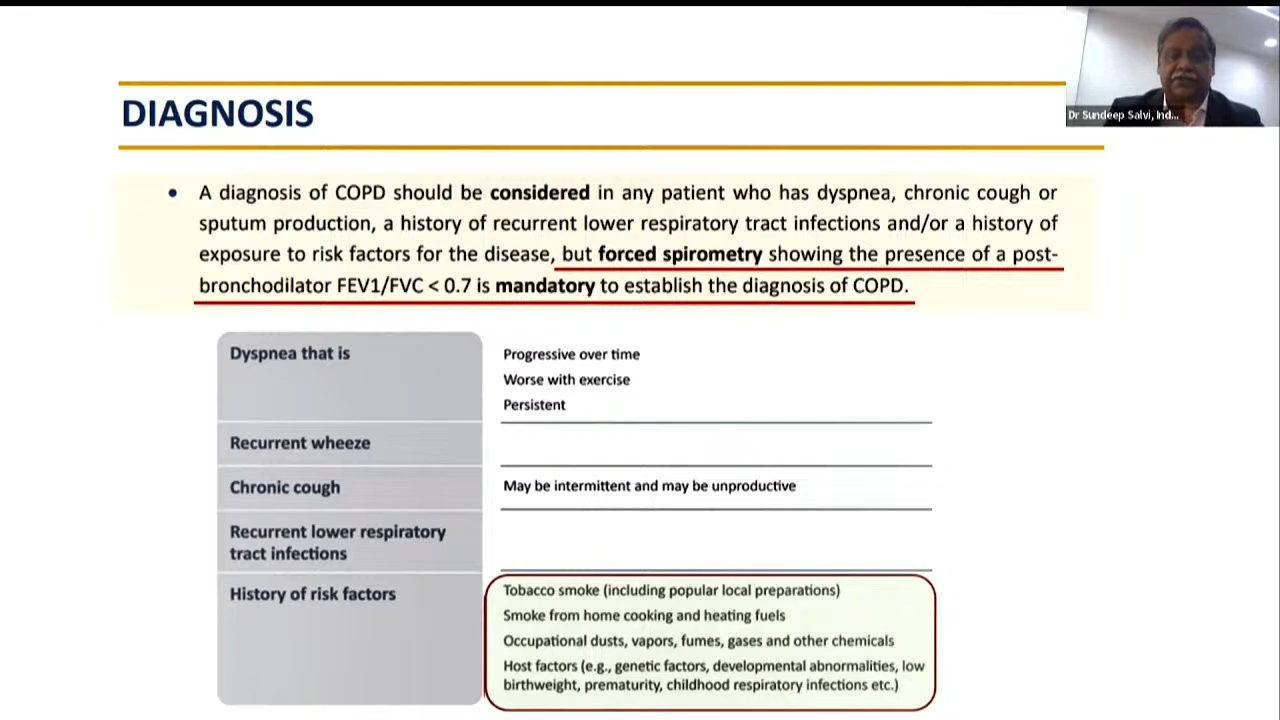 Dr Sundeep Salvi, Ind...
DIAGNOSIS
• A diagnosis of COPD should be considered in any patient who has dyspnea, chronic cough or
sputum production, a history of recurrent lower respiratory tract infections and/or a history of
exposure to risk factors for the disease, but forced spirometry showing the presence of a post-
bronchodilator FEV1/FVC < 0.7 is mandatory to establish the diagnosis of COPD.
Dyspnea that is
Progressive over time
Worse with exercise
Persistent
Recurrent wheeze
Chronic cough
May be intermittent and may be unproductive
Recurrent lower respiratory
tract infections
History of risk factors
Tobacco smoke (including popular local preparations)
Smoke from home cooking and heating fuels
Occupational dusts, vapors, fumes, gases and other chemicals
Host factors (e.g., genetic factors, developmental abnormalities, low
birthweight, prematurity, childhood respiratory infections etc.)